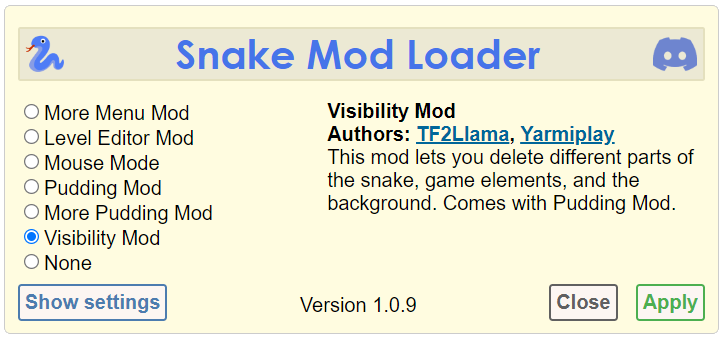 Snake Mod Loader
More Menu Mod
Level Editor Mod
Mouse Mode
Pudding Mod
More Pudding Mod
Visibility Mod
None
Visibility Mod
Authors: TF2Llama, Yarmiplay
This mod lets you delete different parts of
the snake, game elements, and the
background. Comes with Pudding Mod.
Show settings
Version 1.0.9
Close
Apply